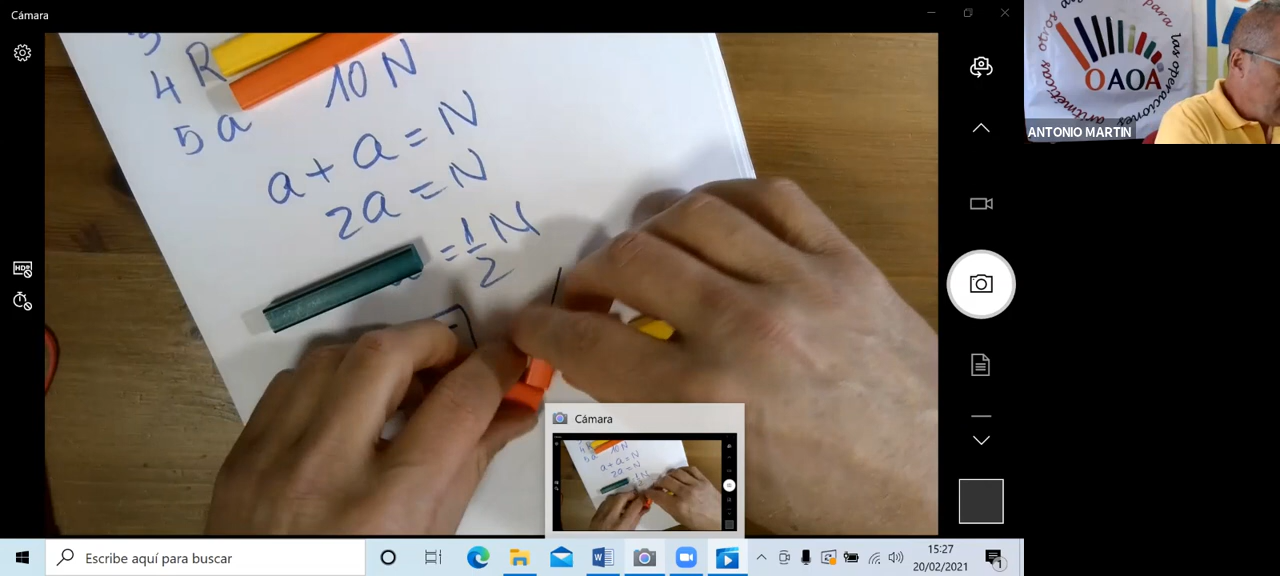 Cámara
4 R
10 N
5 a
a + a = N
2a = N
= 1/2 N
Cámara
Escribe aquí para buscar
15:27
20/02/2021
1
otros
para
las operaciones
aritméticas
OAOA
ANTONIO MARTIN